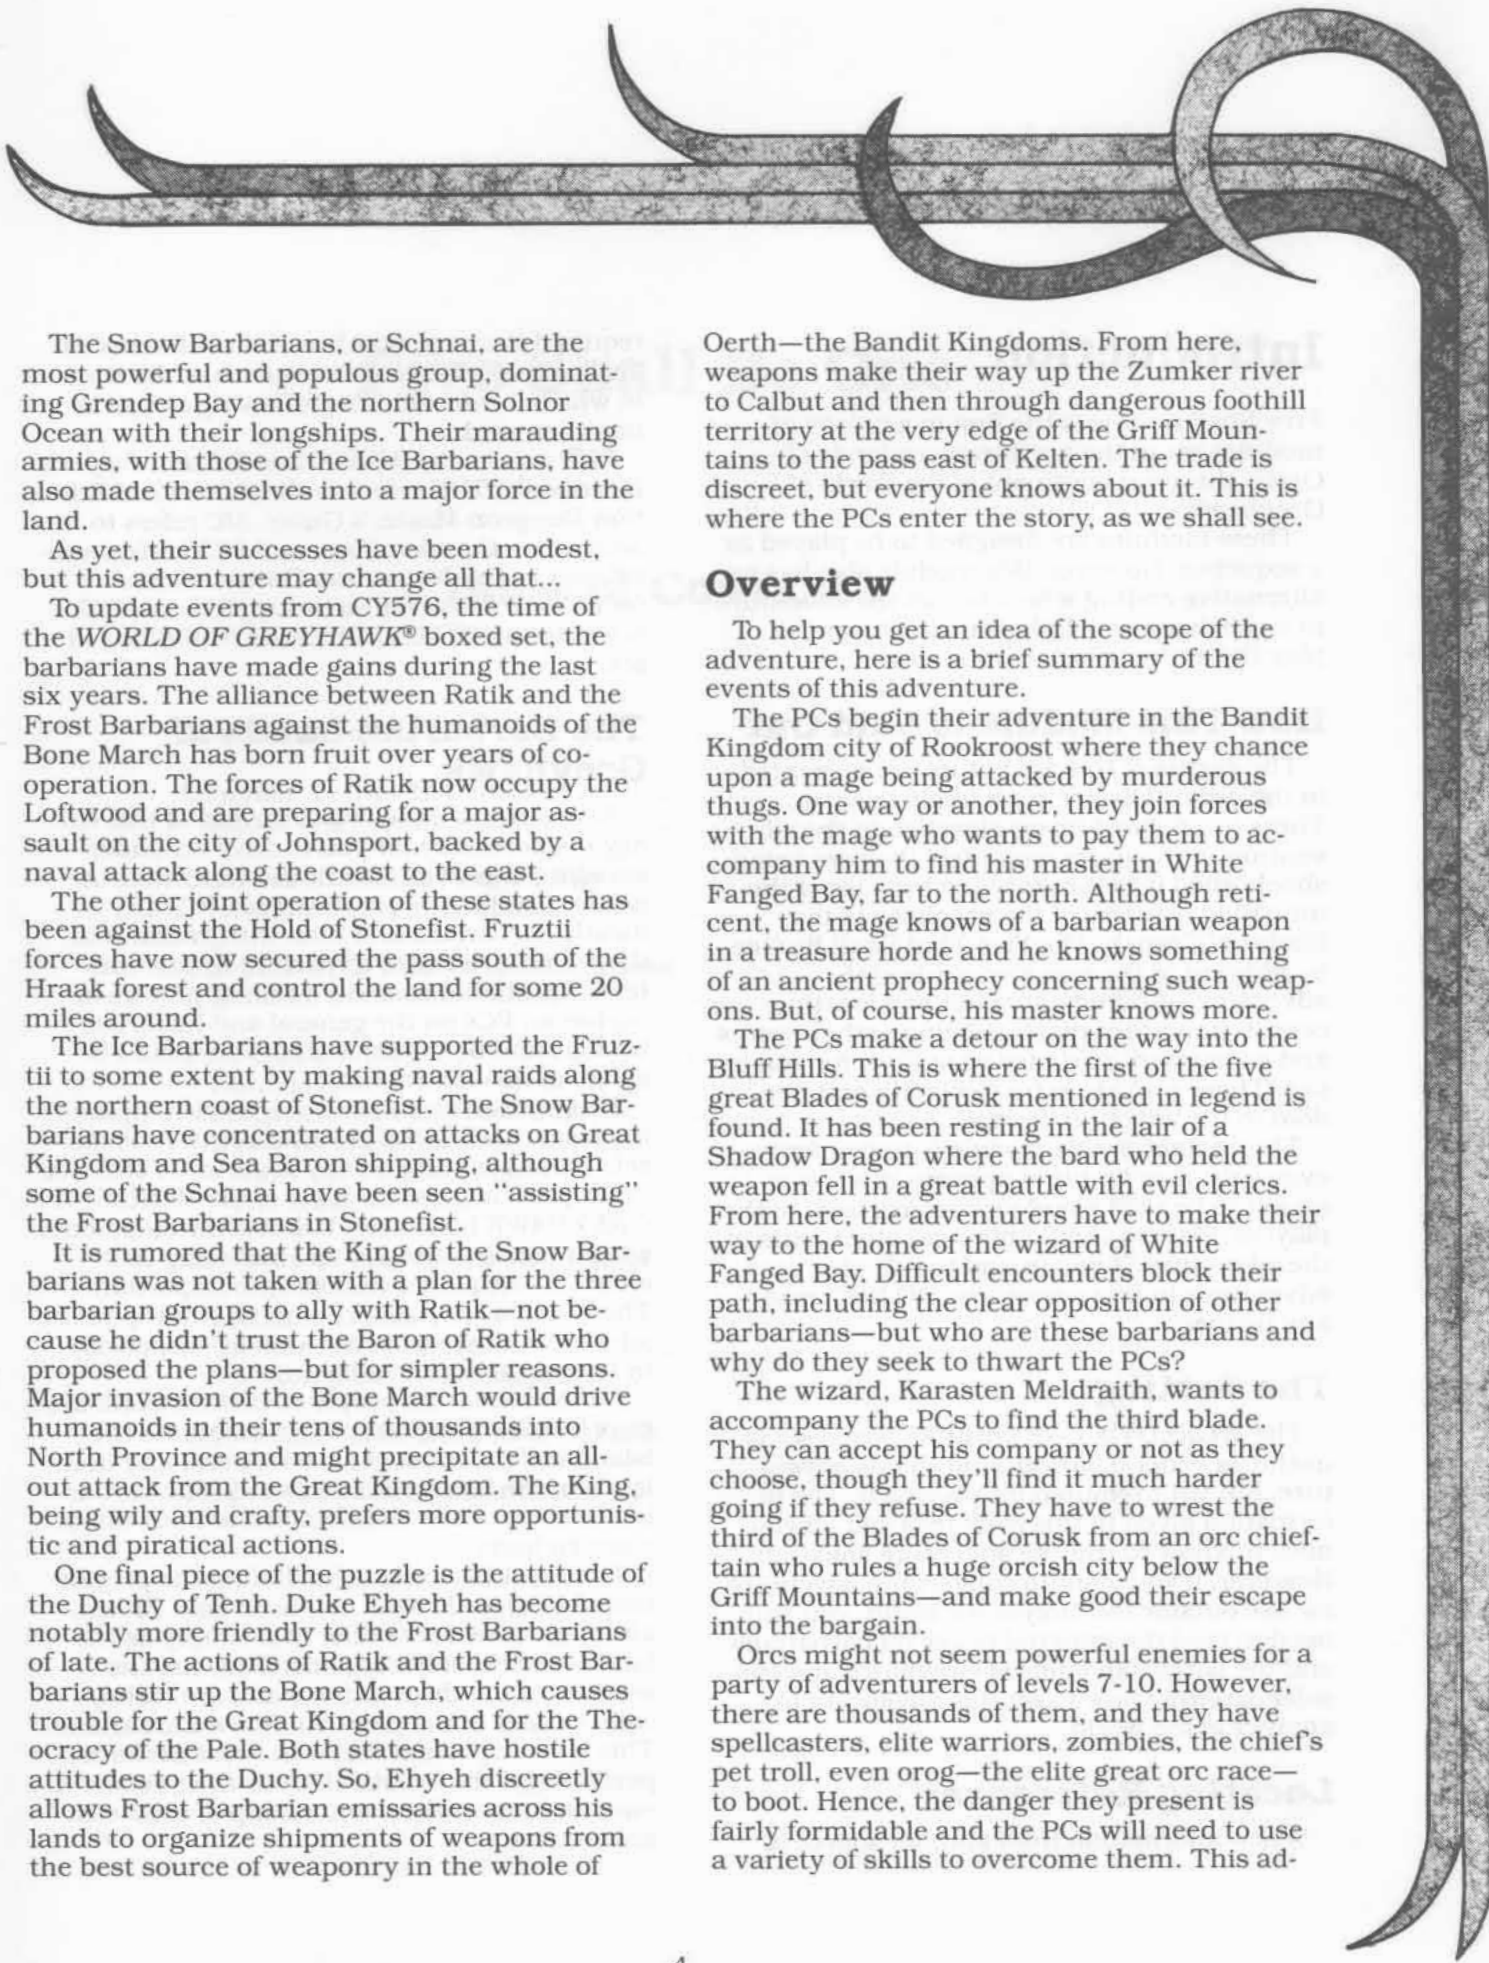 The Snow Barbarians, or Schnai, are the
most powerful and populous group, dominat-
ing Grendep Bay and the northern Solnor
Ocean with their longships. Their marauding
armies, with those of the Ice Barbarians, have
also made themselves into a major force in the
land.
As yet, their successes have been modest,
but this adventure may change all that...
To update events from CY576, the time of
the WORLD OF GREYHAWK® boxed set, the
barbarians have made gains during the last
six years. The alliance between Ratik and the
Frost Barbarians against the humanoids of the
Bone March has born fruit over years of co-
operation. The forces of Ratik now occupy the
Loftwood and are preparing for a major as-
sault on the city of Johnsport, backed by a
naval attack along the coast to the east.
The other joint operation of these states has
been against the Hold of Stonefist. Fruztii
forces have now secured the pass south of the
Hraak forest and control the land for some 20
miles around.
The Ice Barbarians have supported the Fruz-
tii to some extent by making naval raids along
the northern coast of Stonefist. The Snow Bar-
barians have concentrated on attacks on Great
Kingdom and Sea Baron shipping, although
some of the Schnai have been seen "assisting"
the Frost Barbarians in Stonefist.
It is rumored that the King of the Snow Bar-
barians was not taken with a plan for the three
barbarian groups to ally with Ratik—not be-
cause he didn't trust the Baron of Ratik who
proposed the plans—but for simpler reasons.
Major invasion of the Bone March would drive
humanoids in their tens of thousands into
North Province and might precipitate an all-
out attack from the Great Kingdom. The King,
being wily and crafty, prefers more opportunis-
tic and piratical actions.
One final piece of the puzzle is the attitude of
the Duchy of Tenh. Duke Ehyeh has become
notably more friendly to the Frost Barbarians
of late. The actions of Ratik and the Frost Bar-
barians stir up the Bone March, which causes
trouble for the Great Kingdom and for the The-
ocracy of the Pale. Both states have hostile
attitudes to the Duchy. So, Ehyeh discreetly
allows Frost Barbarian emissaries across his
lands to organize shipments of weapons from
the best source of weaponry in the whole of
Oerth—the Bandit Kingdoms. From here,
weapons make their way up the Zumker river
to Calbut and then through dangerous foothill
territory at the very edge of the Griff Moun-
tains to the pass east of Kelten. The trade is
discreet, but everyone knows about it. This is
where the PCs enter the story, as we shall see.
Overview
To help you get an idea of the scope of the
adventure, here is a brief summary of the
events of this adventure.
The PCs begin their adventure in the Bandit
Kingdom city of Rookroost where they chance
upon a mage being attacked by murderous
thugs. One way or another, they join forces
with the mage who wants to pay them to ac-
company him to find his master in White
Fanged Bay, far to the north. Although reti-
cent, the mage knows of a barbarian weapon
in a treasure horde and he knows something
of an ancient prophecy concerning such weap-
ons. But, of course, his master knows more.
The PCs make a detour on the way into the
Bluff Hills. This is where the first of the five
great Blades of Corusk mentioned in legend is
found. It has been resting in the lair of a
Shadow Dragon where the bard who held the
weapon fell in a great battle with evil clerics.
From here, the adventurers have to make their
way to the home of the wizard of White
Fanged Bay. Difficult encounters block their
path, including the clear opposition of other
barbarians—but who are these barbarians and
why do they seek to thwart the PCs?
The wizard, Karasten Meldraith, wants to
accompany the PCs to find the third blade.
They can accept his company or not as they
choose, though they'll find it much harder
going if they refuse. They have to wrest the
third of the Blades of Corusk from an orc chief-
tain who rules a huge orcish city below the
Griff Mountains—and make good their escape
into the bargain.
Orcs might not seem powerful enemies for a
party of adventurers of levels 7-10. However,
there are thousands of them, and they have
spellcasters, elite warriors, zombies, the chief's
pet troll, even orog—the elite great orc race—
to boot. Hence, the danger they present is
fairly formidable and the PCs will need to use
a variety of skills to overcome them. This ad-